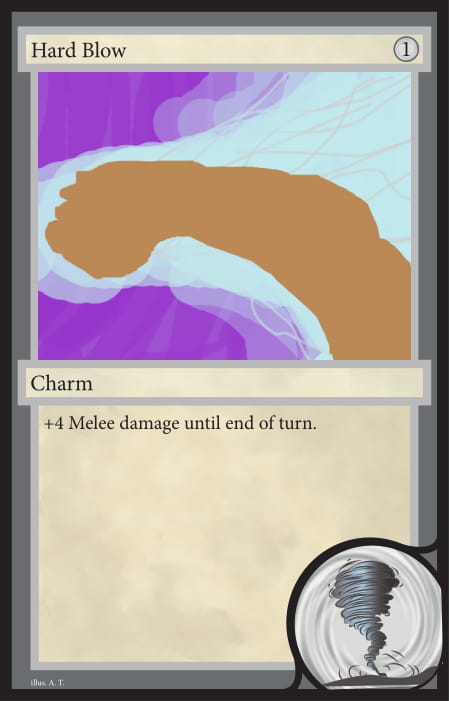 Hard Blow 1
Charm
+4 Melee damage until end of turn.
illus. A. T.